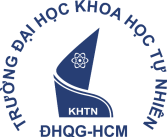 TRƯỜNG ĐẠI HỌC KHOA HỌC TỰ NHIÊN
KHTN
ĐHQG-HCM